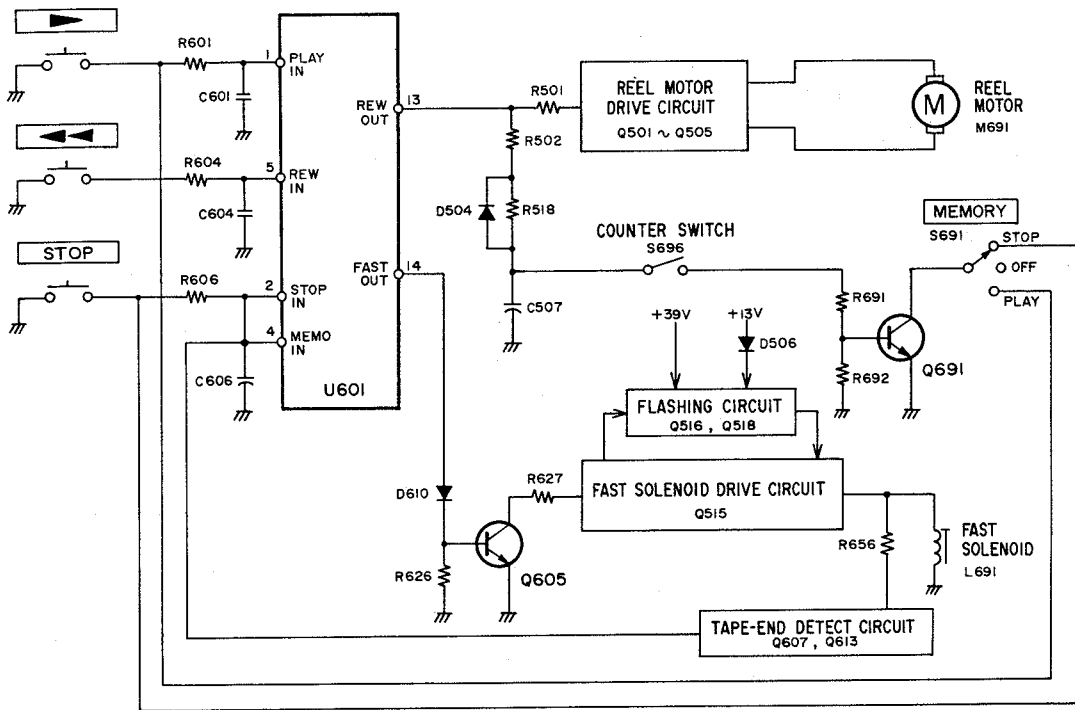 R601
1
PLAY
IN
C601
REW
OUT
13
R501
REEL MOTOR
DRIVE CIRCUIT
Q501 ~ Q505
M
REEL
MOTOR
M691
R502
R604
5
REW
IN
C604
D504
R518
COUNTER SWITCH
S696
MEMORY
S691
STOP
OFF
PLAY
STOP
R606
2
STOP
IN
4
MEMO
IN
C606
FAST
OUT
14
U601
C507
R691
R692
Q691
+39V
+13V
D506
FLASHING CIRCUIT
Q516 , Q518
D610
R626
Q605
R627
FAST SOLENOID DRIVE CIRCUIT
Q515
R656
FAST
SOLENOID
L691
TAPE-END DETECT CIRCUIT
Q607 , Q613